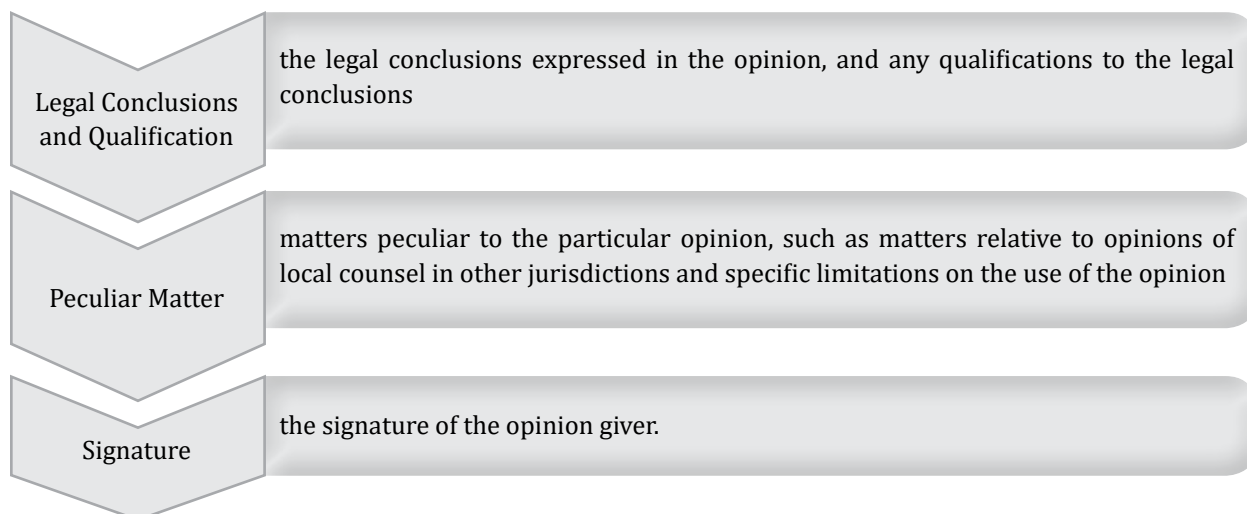 Legal Conclusions
and Qualification
the legal conclusions expressed in the opinion, and any qualifications to the legal
conclusions
Peculiar Matter
matters peculiar to the particular opinion, such as matters relative to opinions of
local counsel in other jurisdictions and specific limitations on the use of the opinion
Signature
the signature of the opinion giver.